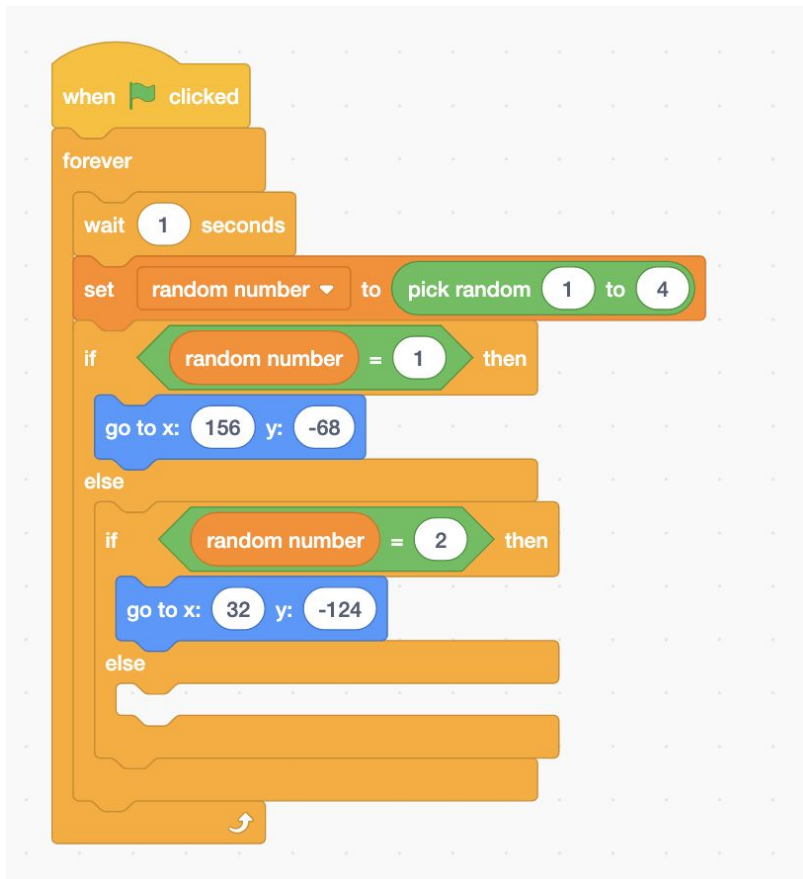 when clicked
forever
wait 1 seconds
set random number to pick random 1 to 4
if random number = 1 then
go to x: 156 y: -68
else
if random number = 2 then
go to x: 32 y: -124
else